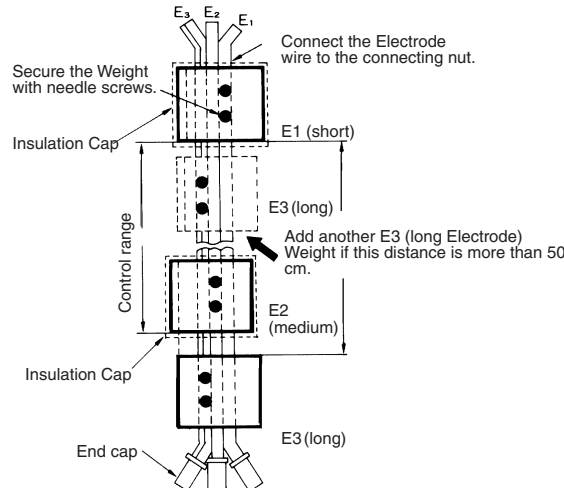 E3 E2 E1
Connect the Electrode
wire to the connecting nut.
Secure the Weight
with needle screws.
Insulation Cap
E1 (short)
E3 (long)
Control range
Add another E3 (long Electrode)
Weight if this distance is more than 50
cm.
E2
(medium)
Insulation Cap
E3 (long)
End cap